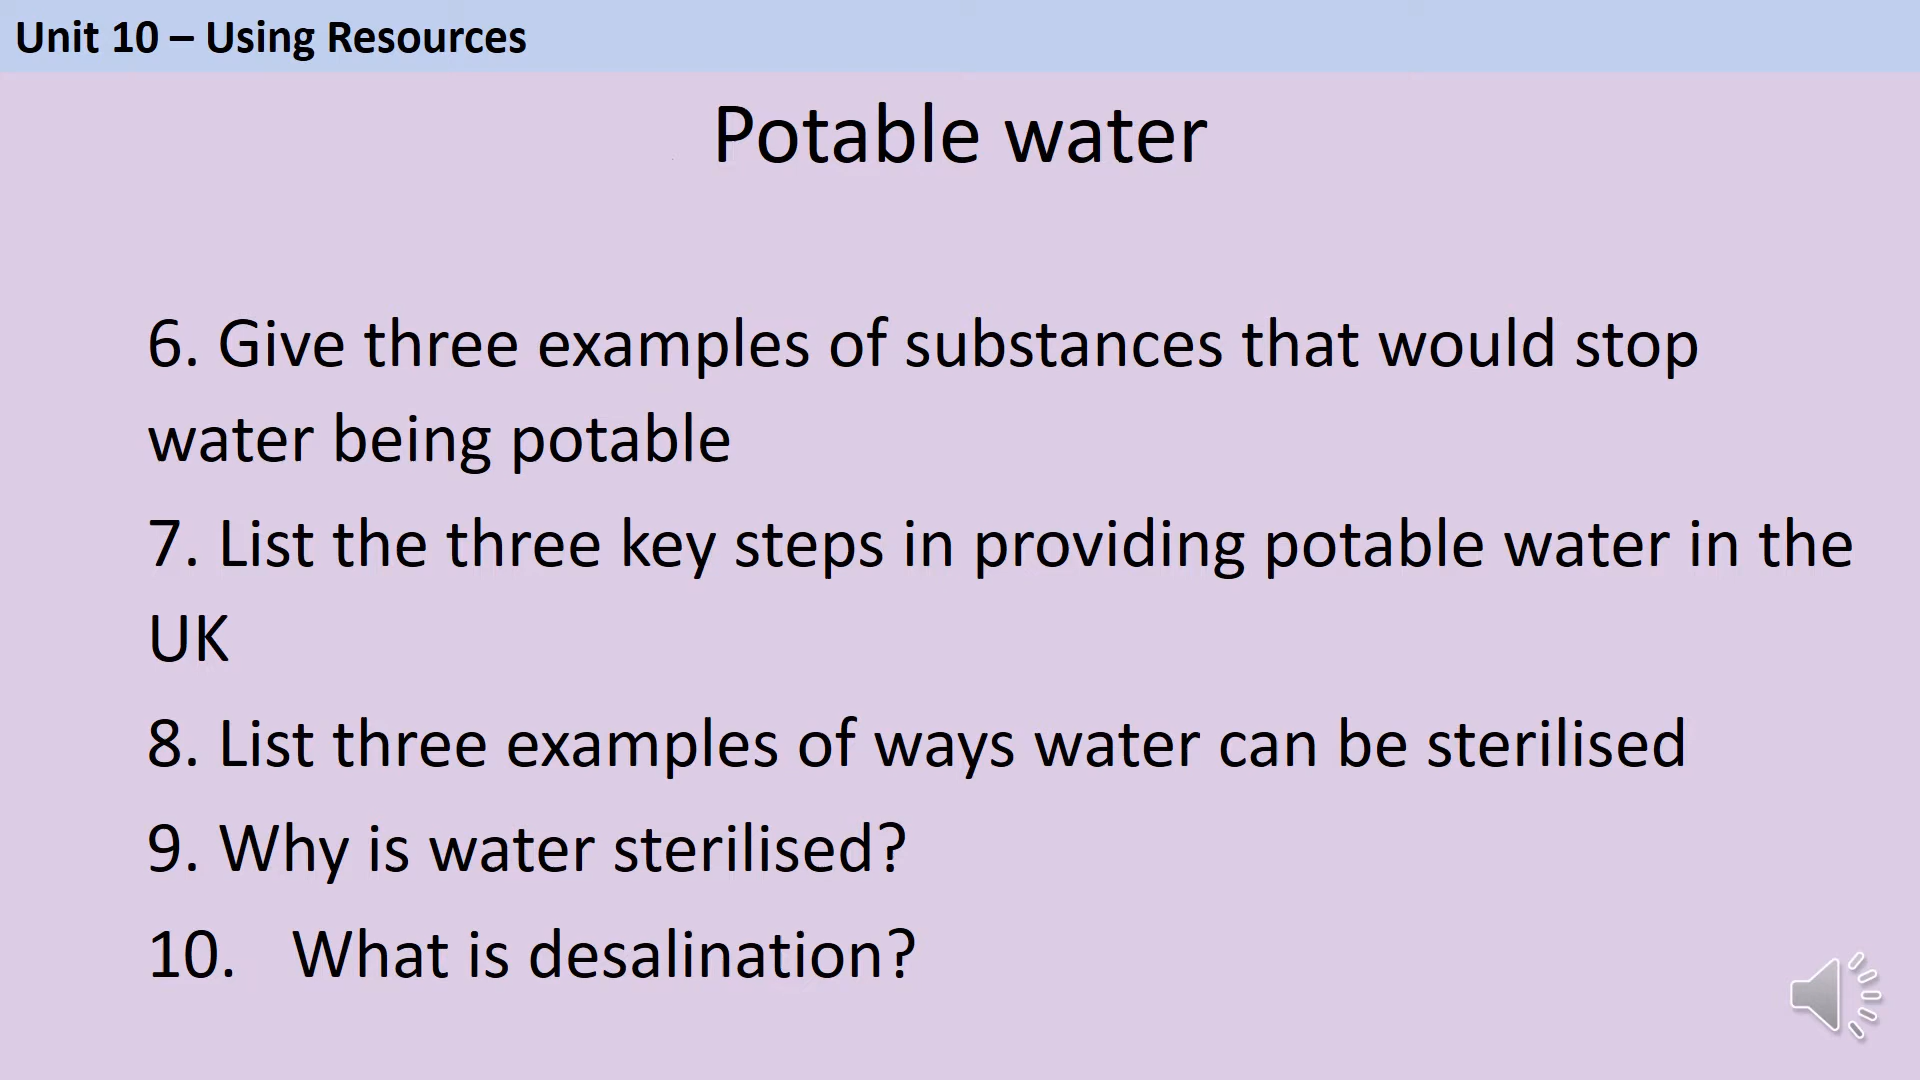 Unit 10 – Using Resources
Potable water
6. Give three examples of substances that would stop
water being potable
7. List the three key steps in providing potable water in the
UK
8. List three examples of ways water can be sterilised
9. Why is water sterilised?
10. What is desalination?